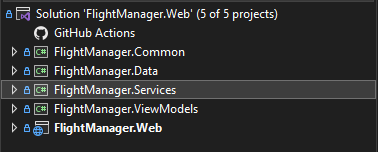 Solution 'FlightManager.Web' (5 of 5 projects)
GitHub Actions
C# FlightManager.Common
C# FlightManager.Data
C# FlightManager.Services
C# FlightManager.ViewModels
FlightManager.Web